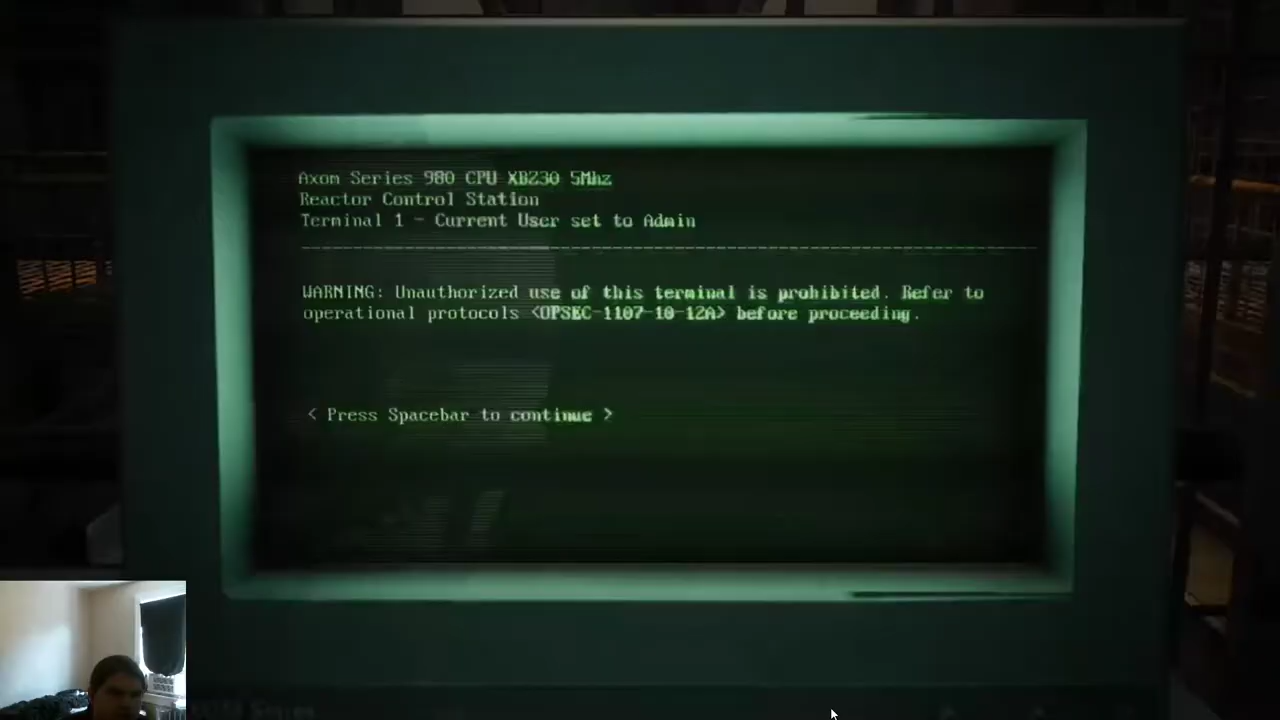 Axom Series 980 CPU XB230 5Mhz
Reactor Control Station
Terminal 1 - Current User set to Admin
WARNING: Unauthorized use of this terminal is prohibited. Refer to
operational protocols <OPSEC-1107-10-12A> before proceeding.
< Press Spacebar to continue >